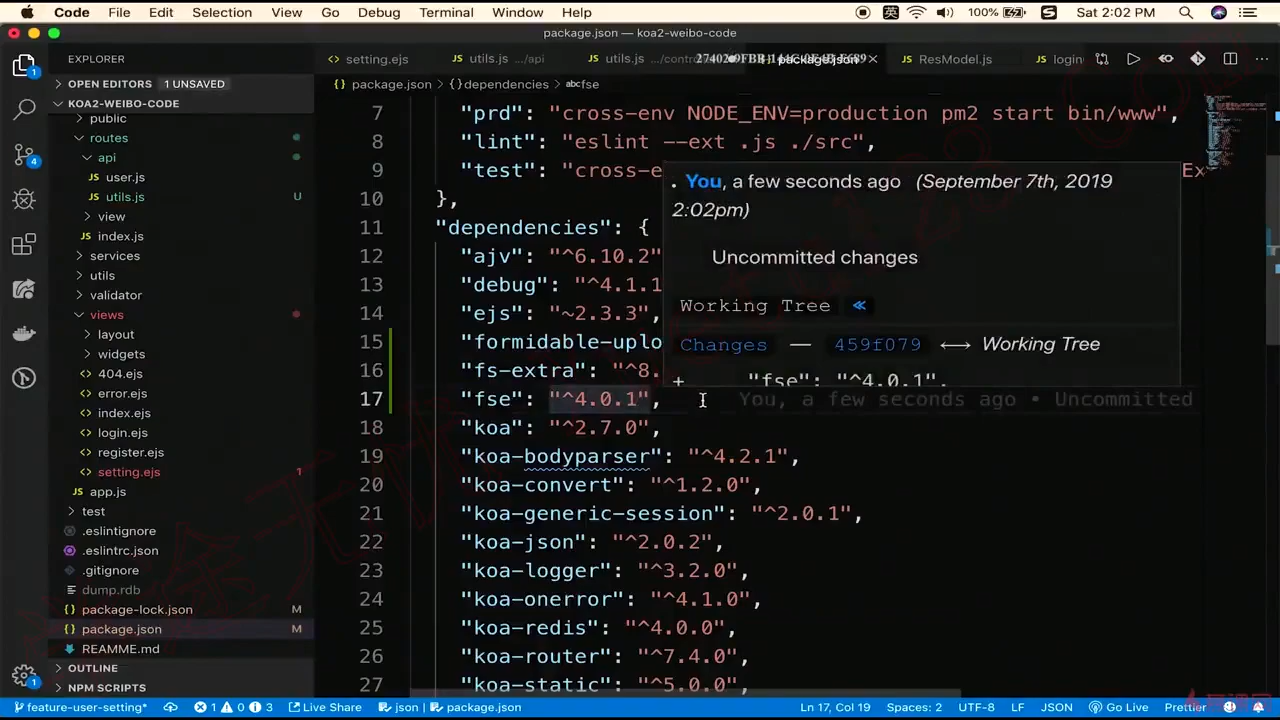 Code File Edit Selection View Go Debug Terminal Window Help 英 100% S Sat 2:02 PM
package.json — koa2-weibo-code
EXPLORER
OPEN EDITORS 1 UNSAVED
KOA2-WEIBO-CODE
public
routes
api
user.js
utils.js U
view
index.js
services
utils
validator
views
layout
widgets
404.ejs
error.ejs
index.ejs
login.ejs
register.ejs
setting.ejs 1
app.js
test
.eslintignore
.eslintrc.json
.gitignore
dump.rdb
package-lock.json M
package.json M
REAMME.md
OUTLINE
NPM SCRIPTS
1
4
1
setting.ejs utils.js .../api utils.js .../contro package.json ResModel.js login
package.json > {} dependencies > abc fse
7 "prd": "cross-env NODE_ENV=production pm2 start bin/www",
8 "lint": "eslint --ext .js ./src",
9 "test": "cross-e Ex
10 },
11 "dependencies": {
12 "ajv": "^6.10.2"
13 "debug": "^4.1.1
14 "ejs": "~2.3.3",
15 "formidable-uplo
16 "fs-extra": "^8.
17 "fse": "^4.0.1", You, a few seconds ago • Uncommitted
18 "koa": "^2.7.0",
19 "koa-bodyparser": "^4.2.1",
20 "koa-convert": "^1.2.0",
21 "koa-generic-session": "^2.0.1",
22 "koa-json": "^2.0.2",
23 "koa-logger": "^3.2.0",
24 "koa-onerror": "^4.1.0",
25 "koa-redis": "^4.0.0",
26 "koa-router": "^7.4.0",
27 "koa-static": "^5.0.0",
. You, a few seconds ago (September 7th, 2019
2:02pm)
Uncommitted changes
Working Tree
Changes — 459f079 ⟷ Working Tree
+ "fse": "^4.0.1",
feature-user-setting* 1 0 3 Live Share json | package.json Ln 17, Col 19 Spaces: 2 UTF-8 LF JSON Prettier